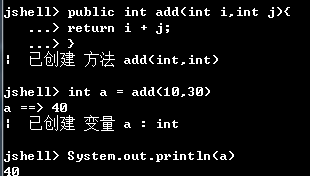 jshell> public int add(int i,int j){
...> return i + j;
...> }
| 已创建 方法 add(int,int)
jshell> int a = add(10,30)
a ==> 40
| 已创建 变量 a : int
jshell> System.out.println(a)
40